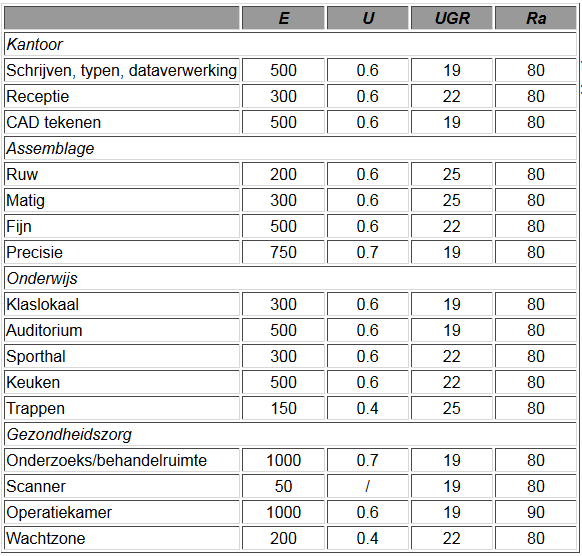 E U UGR Ra
Kantoor
Schrijven, typen, dataverwerking 500 0.6 19 80
Receptie 300 0.6 22 80
CAD tekenen 500 0.6 19 80
Assemblage
Ruw 200 0.6 25 80
Matig 300 0.6 25 80
Fijn 500 0.6 22 80
Precisie 750 0.7 19 80
Onderwijs
Klaslokaal 300 0.6 19 80
Auditorium 500 0.6 19 80
Sporthal 300 0.6 22 80
Keuken 500 0.6 22 80
Trappen 150 0.4 25 80
Gezondheidszorg
Onderzoeks/behandelruimte 1000 0.7 19 80
Scanner 50 / 19 80
Operatiekamer 1000 0.6 19 90
Wachtzone 200 0.4 22 80